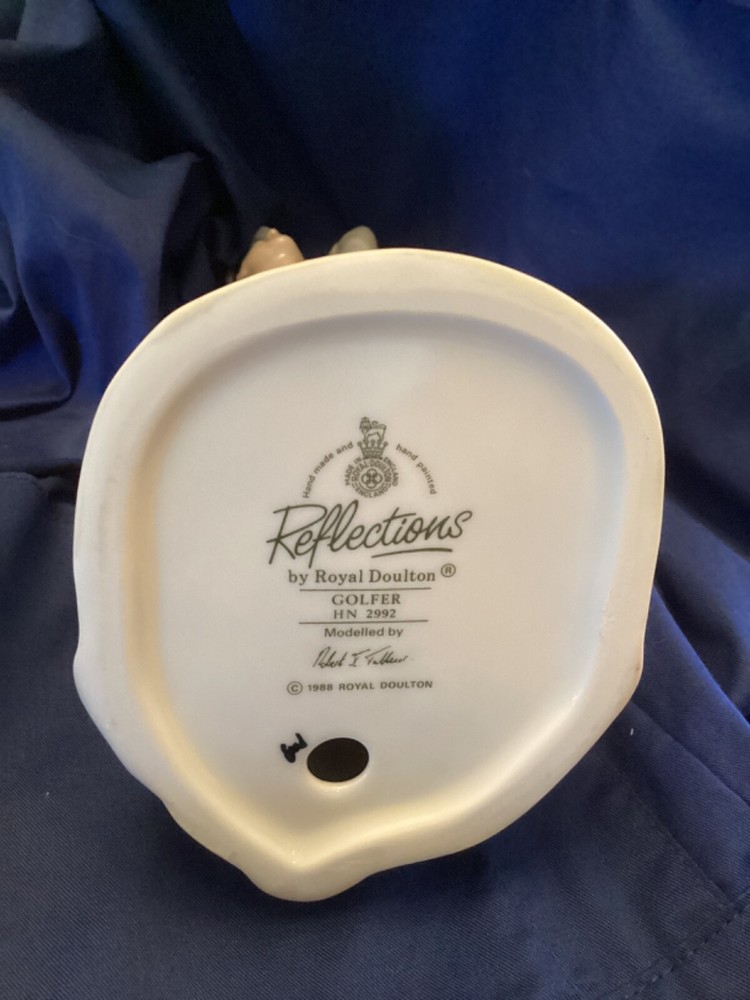 Hand made and hand painted
MADE IN ENGLAND
ROYAL DOULTON
ENGLAND
Reflections
by Royal Doulton ®
GOLFER
HN 2992
Modelled by
© 1988 ROYAL DOULTON